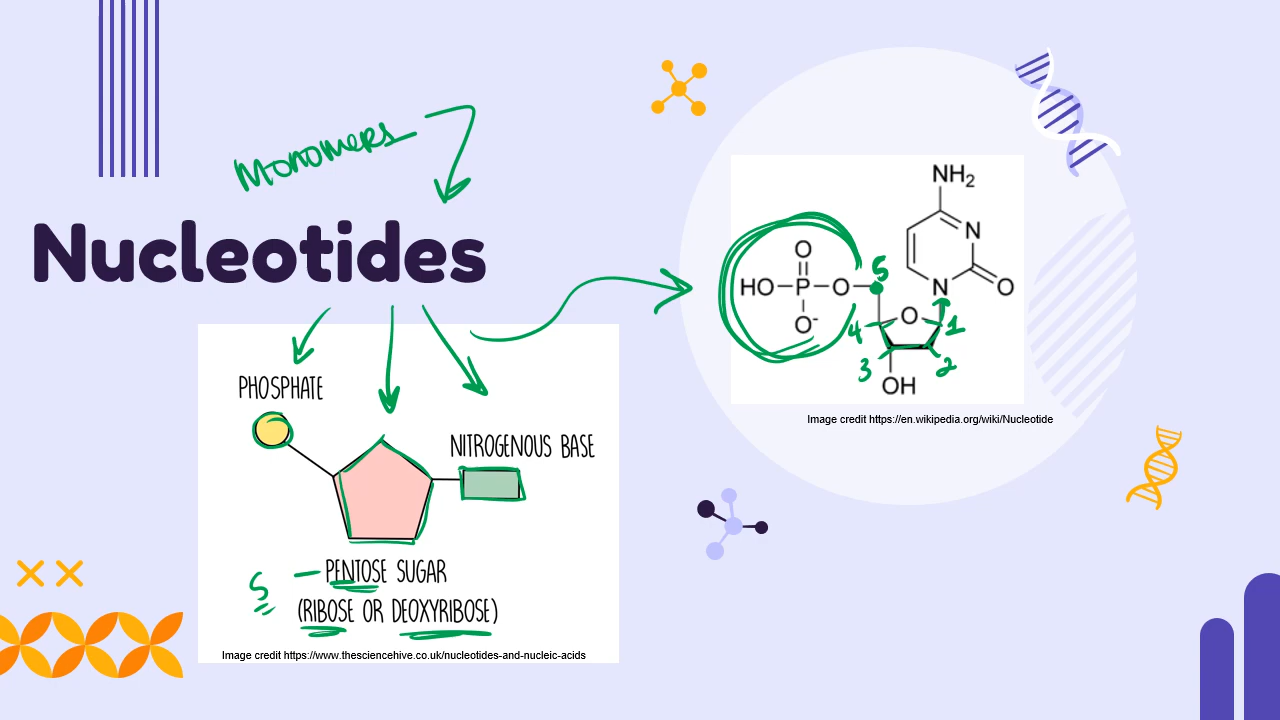 Monomers
Nucleotides
PHOSPHATE
NITROGENOUS BASE
5 – PENTOSE SUGAR
(RIBOSE OR DEOXYRIBOSE)
Image credit https://www.thesciencehive.co.uk/nucleotides-and-nucleic-acids
NH2
N
O
HO P O 5 N O
O-
O
4 1
3 2
OH
Image credit https://en.wikipedia.org/wiki/Nucleotide